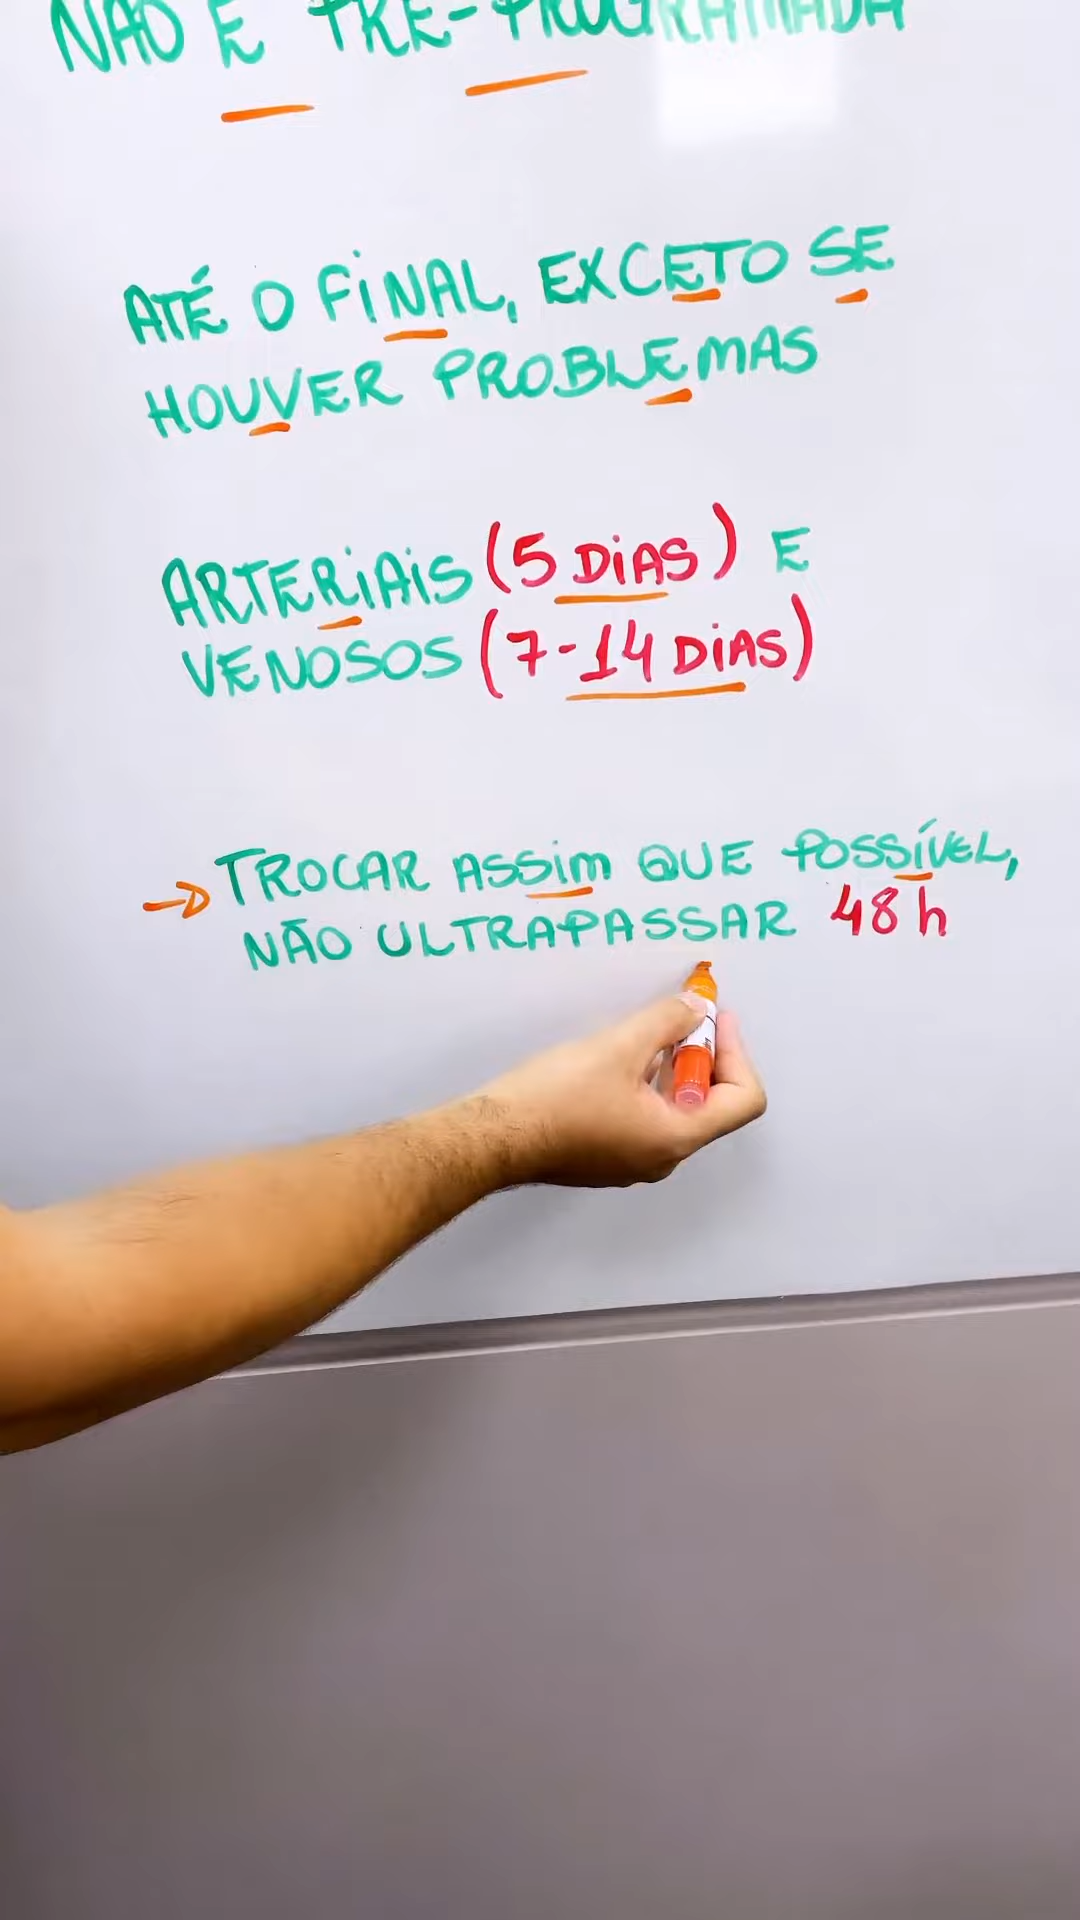 NÃO É PRÉ-PROGRAMADA
ATÉ O FINAL, EXCETO SE
HOUVER PROBLEMAS
ARTERIAIS (5 DIAS) E
VENOSOS (7-14 DIAS)
→ TROCAR ASSIM QUE POSSÍVEL,
NÃO ULTRAPASSAR 48 h